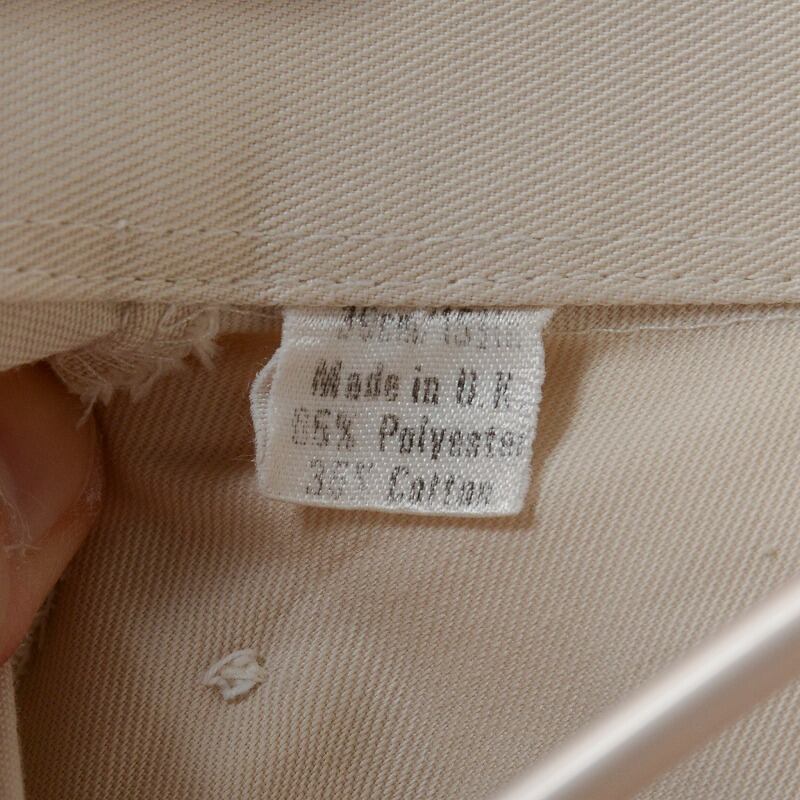 Made in U.K
65% Polyester
35% Cotton